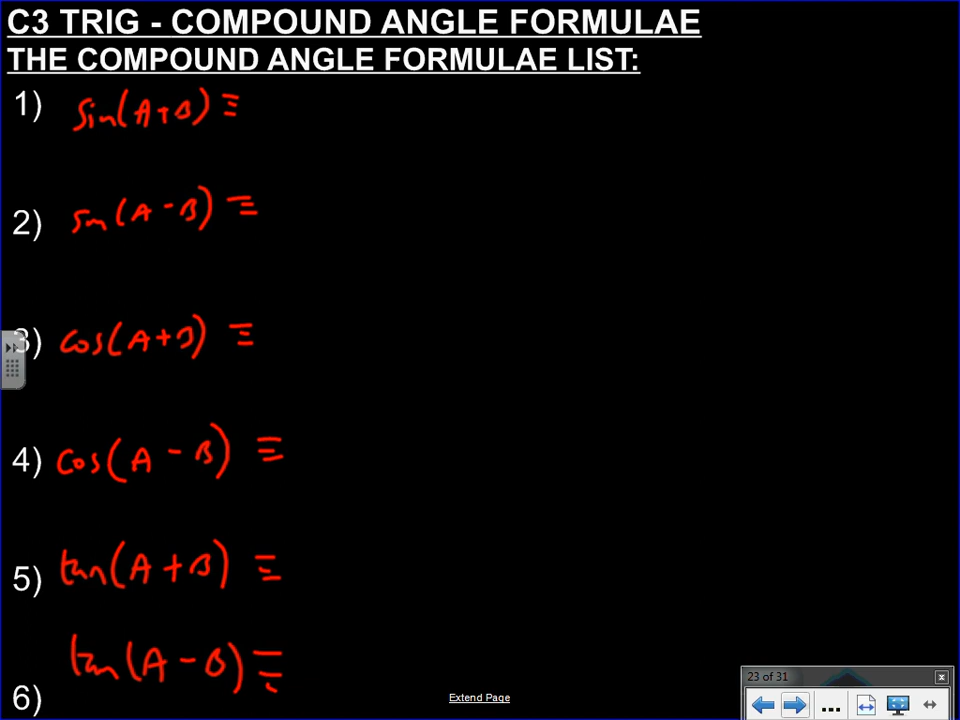 C3 TRIG - COMPOUND ANGLE FORMULAE
THE COMPOUND ANGLE FORMULAE LIST:
1) sin(A+B) ≡
2) sin(A-B) ≡
3) cos(A+B) ≡
4) cos(A-B) ≡
5) tan(A+B) ≡
6) tan(A-B) ≡
Extend Page
23 of 31